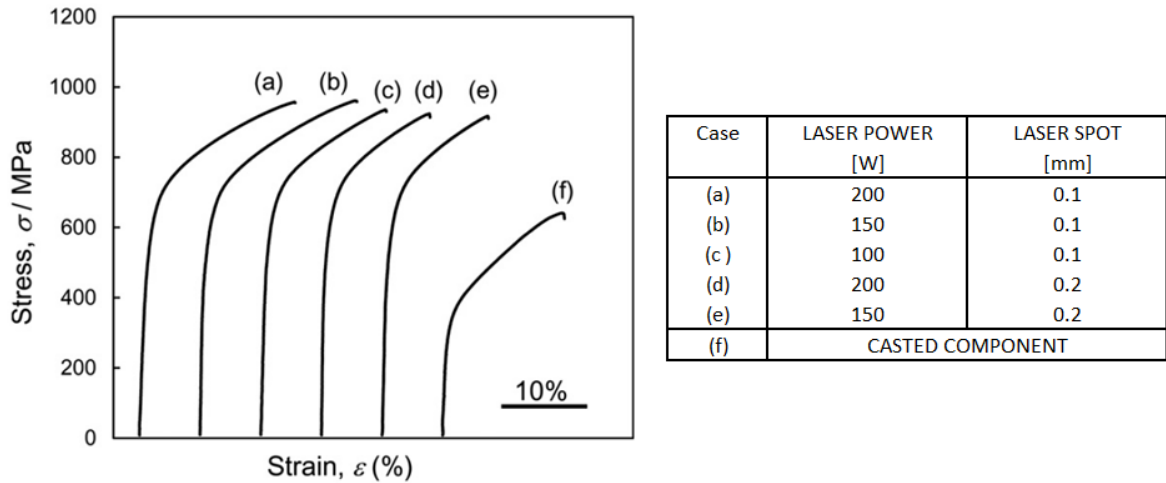 1200
1000
800
600
400
200
0
Stress, σ / MPa
(a) (b) (c) (d) (e)
(f)
10%
Strain, ε (%)
Case LASER POWER LASER SPOT
[W] [mm]
(a) 200 0.1
(b) 150 0.1
(c ) 100 0.1
(d) 200 0.2
(e) 150 0.2
(f) CASTED COMPONENT